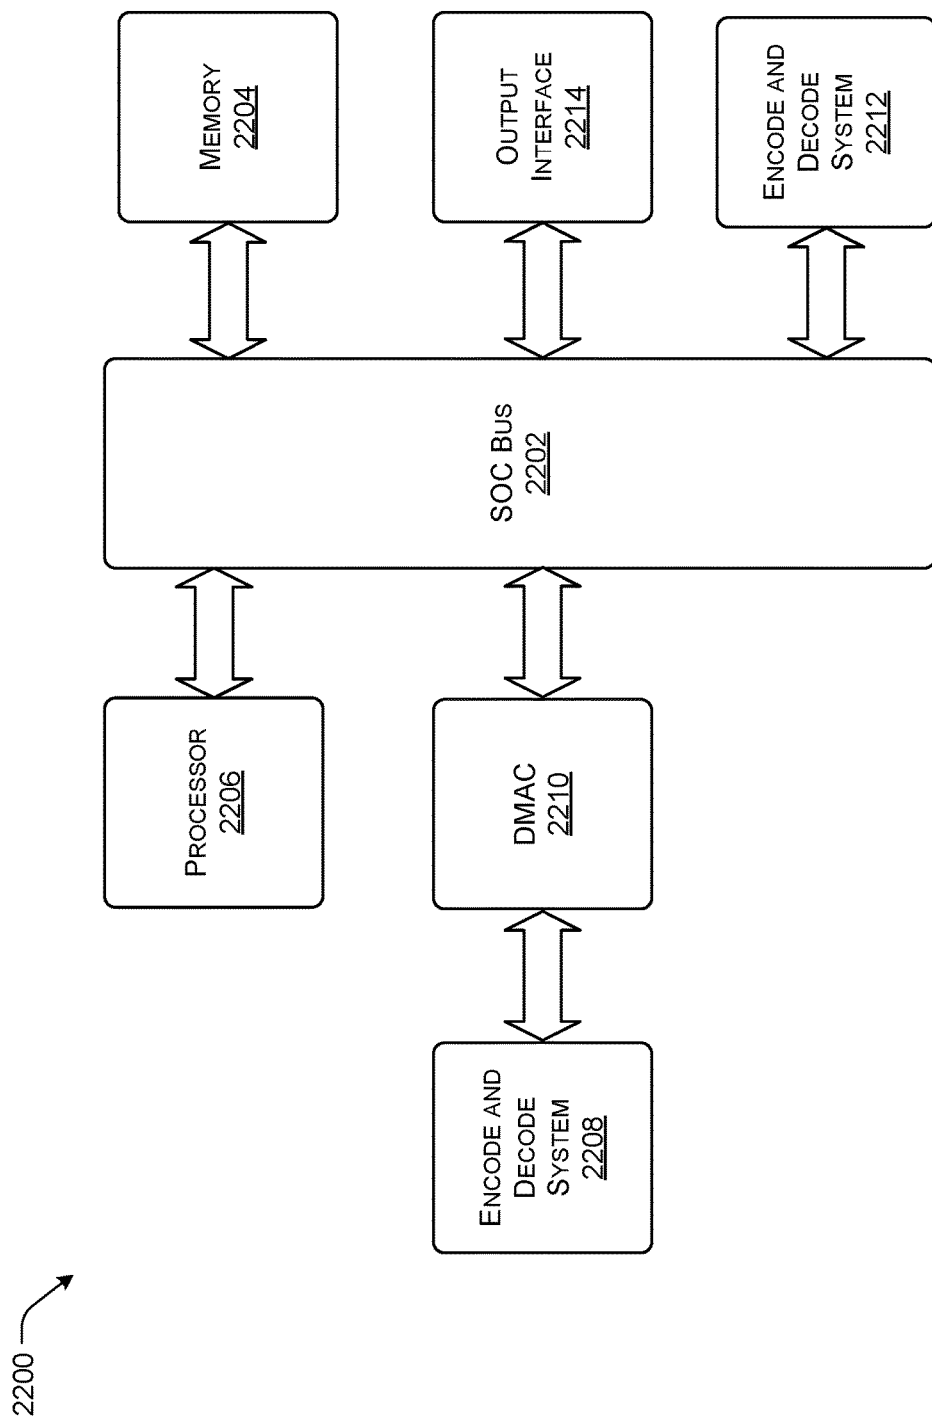 2200
PROCESSOR
2206
MEMORY
2204
SOC BUS
2202
ENCODE AND
DECODE
SYSTEM
2208
DMAC
2210
OUTPUT
INTERFACE
2214
ENCODE AND
DECODE
SYSTEM
2212